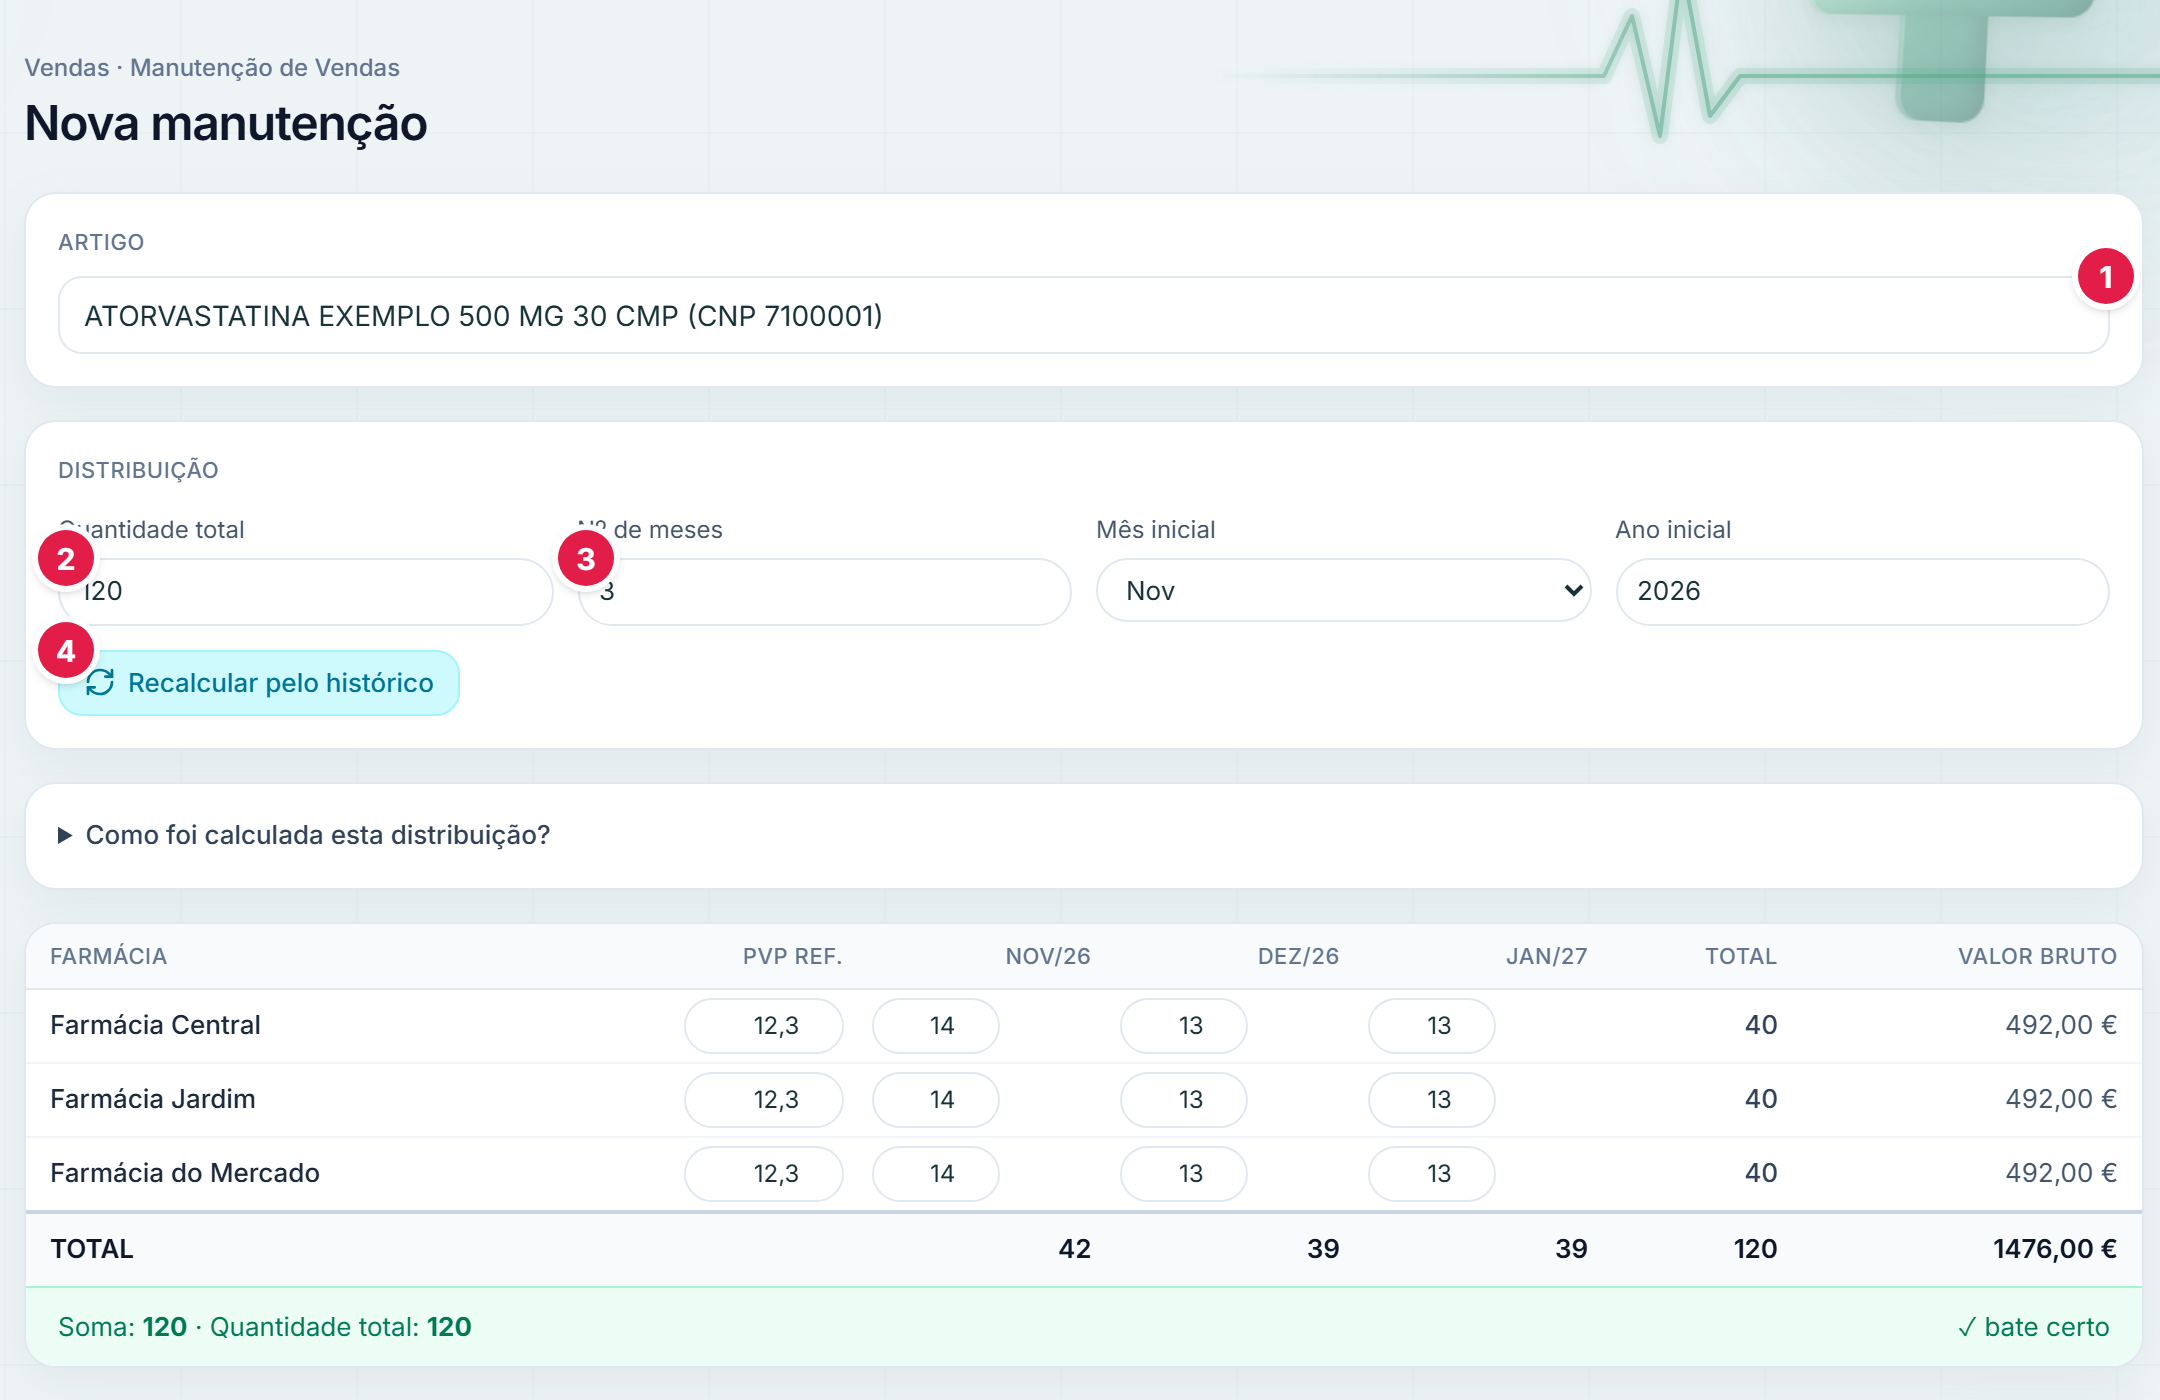 Vendas · Manutenção de Vendas
Nova manutenção
ARTIGO
1
ATORVASTATINA EXEMPLO 500 MG 30 CMP (CNP 7100001)
DISTRIBUIÇÃO
Quantidade total Nº de meses Mês inicial Ano inicial
2 3
120 3 Nov 2026
4
Recalcular pelo histórico
▶ Como foi calculada esta distribuição?
FARMÁCIA PVP REF. NOV/26 DEZ/26 JAN/27 TOTAL VALOR BRUTO
Farmácia Central 12,3 14 13 13 40 492,00 €
Farmácia Jardim 12,3 14 13 13 40 492,00 €
Farmácia do Mercado 12,3 14 13 13 40 492,00 €
TOTAL 42 39 39 120 1476,00 €
Soma: 120 · Quantidade total: 120 ✓ bate certo